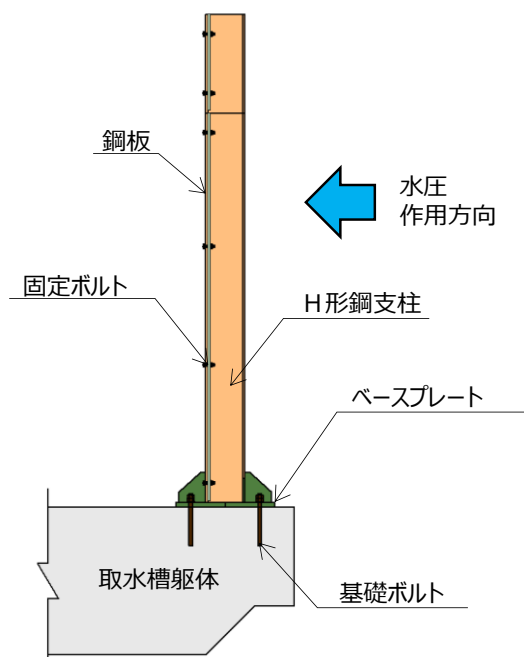 鋼板
水圧
作用方向
固定ボルト
H形鋼支柱
ベースプレート
取水槽躯体
基礎ボルト